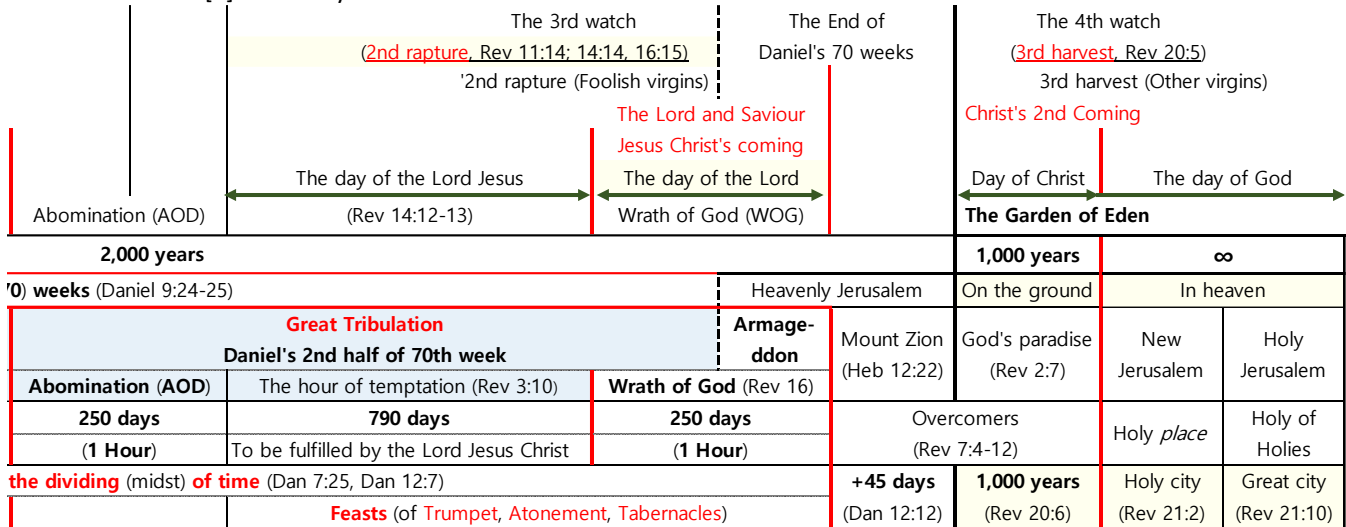 The 3rd watch
(2nd rapture, Rev 11:14; 14:14, 16:15)
'2nd rapture (Foolish virgins)
The End of
Daniel's 70 weeks
The 4th watch
(3rd harvest, Rev 20:5)
3rd harvest (Other virgins)
The Lord and Saviour
Jesus Christ's coming
Christ's 2nd Coming
The day of the Lord Jesus
The day of the Lord
Day of Christ
The day of God
Abomination (AOD)
(Rev 14:12-13)
Wrath of God (WOG)
The Garden of Eden
2,000 years
1,000 years
∞
70) weeks (Daniel 9:24-25)
Heavenly Jerusalem
On the ground
In heaven
Great Tribulation
Daniel's 2nd half of 70th week
Armage-
ddon
Mount Zion
(Heb 12:22)
God's paradise
(Rev 2:7)
New
Jerusalem
Holy
Jerusalem
Abomination (AOD)
The hour of temptation (Rev 3:10)
Wrath of God (Rev 16)
250 days
790 days
250 days
Overcomers
(Rev 7:4-12)
Holy place
Holy of
Holies
(1 Hour)
To be fulfilled by the Lord Jesus Christ
(1 Hour)
the dividing (midst) of time (Dan 7:25, Dan 12:7)
+45 days
(Dan 12:12)
1,000 years
(Rev 20:6)
Holy city
(Rev 21:2)
Great city
(Rev 21:10)
Feasts (of Trumpet, Atonement, Tabernacles)